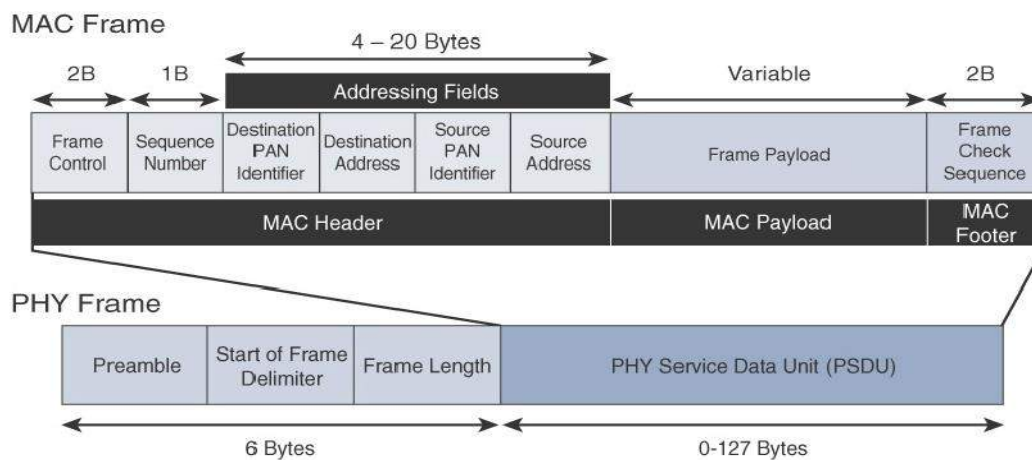 MAC Frame
4 – 20 Bytes
2B
1B
Addressing Fields
Variable
2B
Frame
Control
Sequence
Number
Destination
PAN
Identifier
Destination
Address
Source
PAN
Identifier
Source
Address
Frame Payload
Frame
Check
Sequence
MAC Header
MAC Payload
MAC
Footer
PHY Frame
Preamble
Start of Frame
Delimiter
Frame Length
PHY Service Data Unit (PSDU)
6 Bytes
0-127 Bytes